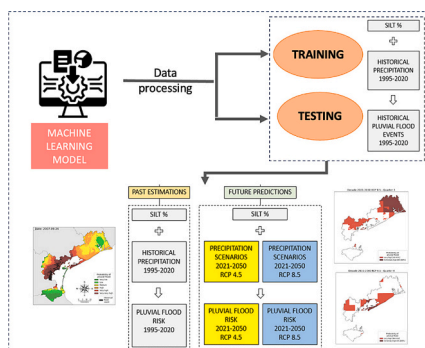 TRAINING
TESTING
Data
processing
MACHINE
LEARNING
MODEL
SILT %
HISTORICAL
PRECIPITATION
1995-2020
HISTORICAL
PLUVIAL FLOOD
EVENTS
1995-2020
PAST ESTIMATIONS
SILT %
HISTORICAL
PRECIPITATION
1995-2020
PLUVIAL FLOOD
RISK
1995-2020
FUTURE PREDICTIONS
SILT %
PRECIPITATION
SCENARIOS
2021-2050
RCP 4.5
PRECIPITATION
SCENARIOS
2021-2050
RCP 8.5
PLUVIAL FLOOD
RISK
2021-2050
RCP 4.5
PLUVIAL FLOOD
RISK
2021-2050
RCP 8.5